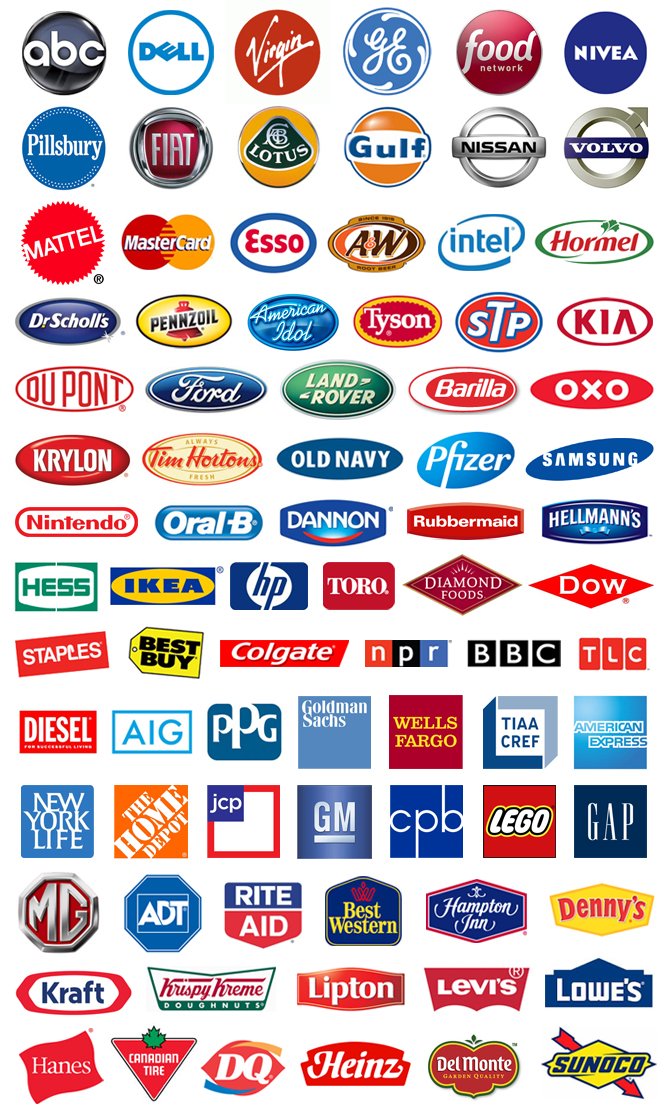 abc
DELL
Virgin
GE
food
network
NIVEA
Pillsbury
FIAT
LOTUS
Gulf
NISSAN
VOLVO
MATTEL
®
MasterCard
Esso
SINCE 1919
A&W
ROOT BEER
intel
Hormel
Dr Scholl's
PENNZOIL
American
Idol
Tyson
STP
KIA
DU PONT
®
Ford
LAND-
-ROVER
Barilla
OXO
KRYLON
ALWAYS
Tim Hortons
FRESH
OLD NAVY
Pfizer
SAMSUNG
Nintendo®
Oral-B
DANNON
Rubbermaid
HELLMANN'S
HESS
IKEA®
hp
TORO.
DIAMOND
FOODS
DOW
®
STAPLES
BEST
BUY
Colgate®
npr®
BBC
TLC
DIESEL®
FOR SUCCESSFUL LIVING
AIG
PPG
Goldman
Sachs
WELLS
FARGO
TIAA
CREF
AMERICAN
EXPRESS
NEW
YORK
LIFE
THE
HOME
DEPOT
jcp
GM
cpb
LEGO
GAP
MG
ADT
RITE
AID
Best
Western
Hampton
Inn
Denny's
Kraft
Krispy Kreme
DOUGHNUTS
Lipton
LEVI'S
®
LOWE'S
Hanes
CANADIAN
TIRE
DQ
Heinz
Del Monte
GARDEN QUALITY
SUNOCO